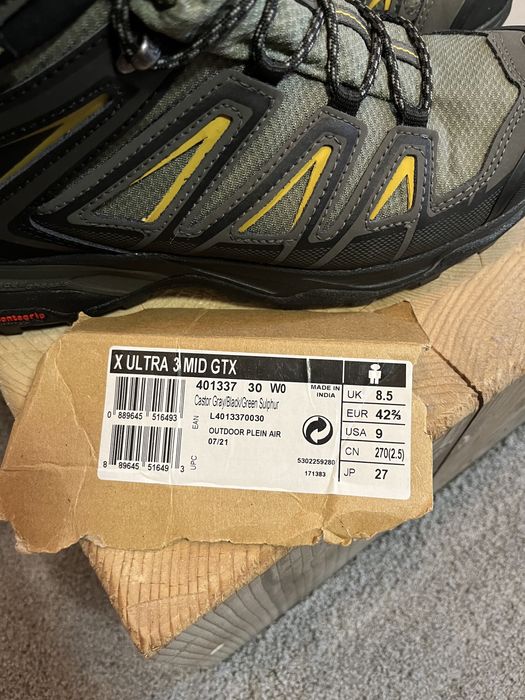 ontagrip
X ULTRA 3 MID GTX
401337 30 W0
Castor Gray/Black/Green Sulphur
L4013370030
OUTDOOR PLEIN AIR
07/21
MADE IN
INDIA
5302259280
171383
0 889645 516493
EAN
8 89645 51649 3
UPC
UK 8.5
EUR 42⅔
USA 9
CN 270(2.5)
JP 27